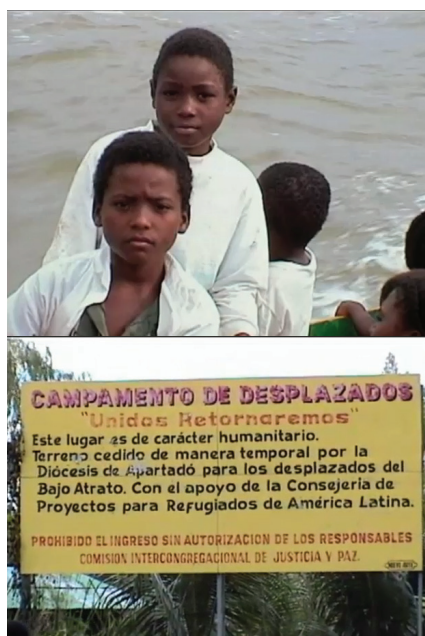 CAMPAMENTO DE DESPLAZADOS
"Unidos Retornaremos"
Este lugar es de carácter humanitario.
Terreno cedido de manera temporal por la
Diócesis de Apartadó para los desplazados del
Bajo Atrato. Con el apoyo de la Consejeria de
Proyectos para Refugiados de América Latina.
PROHIBIDO EL INGRESO SIN AUTORIZACION DE LOS RESPONSABLES
COMISION INTERCONGREGACIONAL DE JUSTICIA Y PAZ.